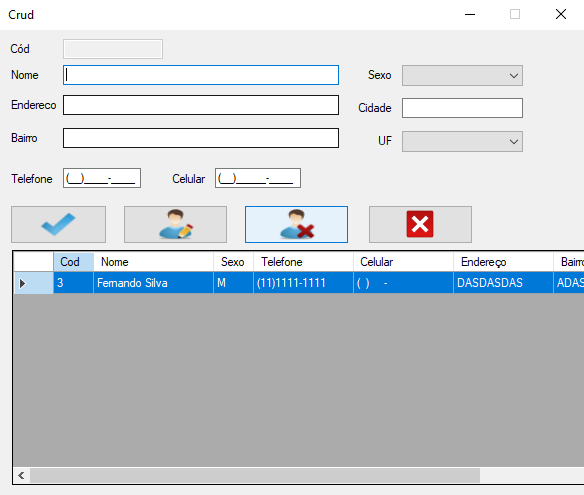 Crud
Cód
Nome
Sexo
Endereco
Cidade
Bairro
UF
Telefone (__)____-____ Celular (__)_____-____
Cod Nome Sexo Telefone Celular Endereço Bairro
3 Fernando Silva M (11)1111-1111 ( ) - DASDASDAS ADAS